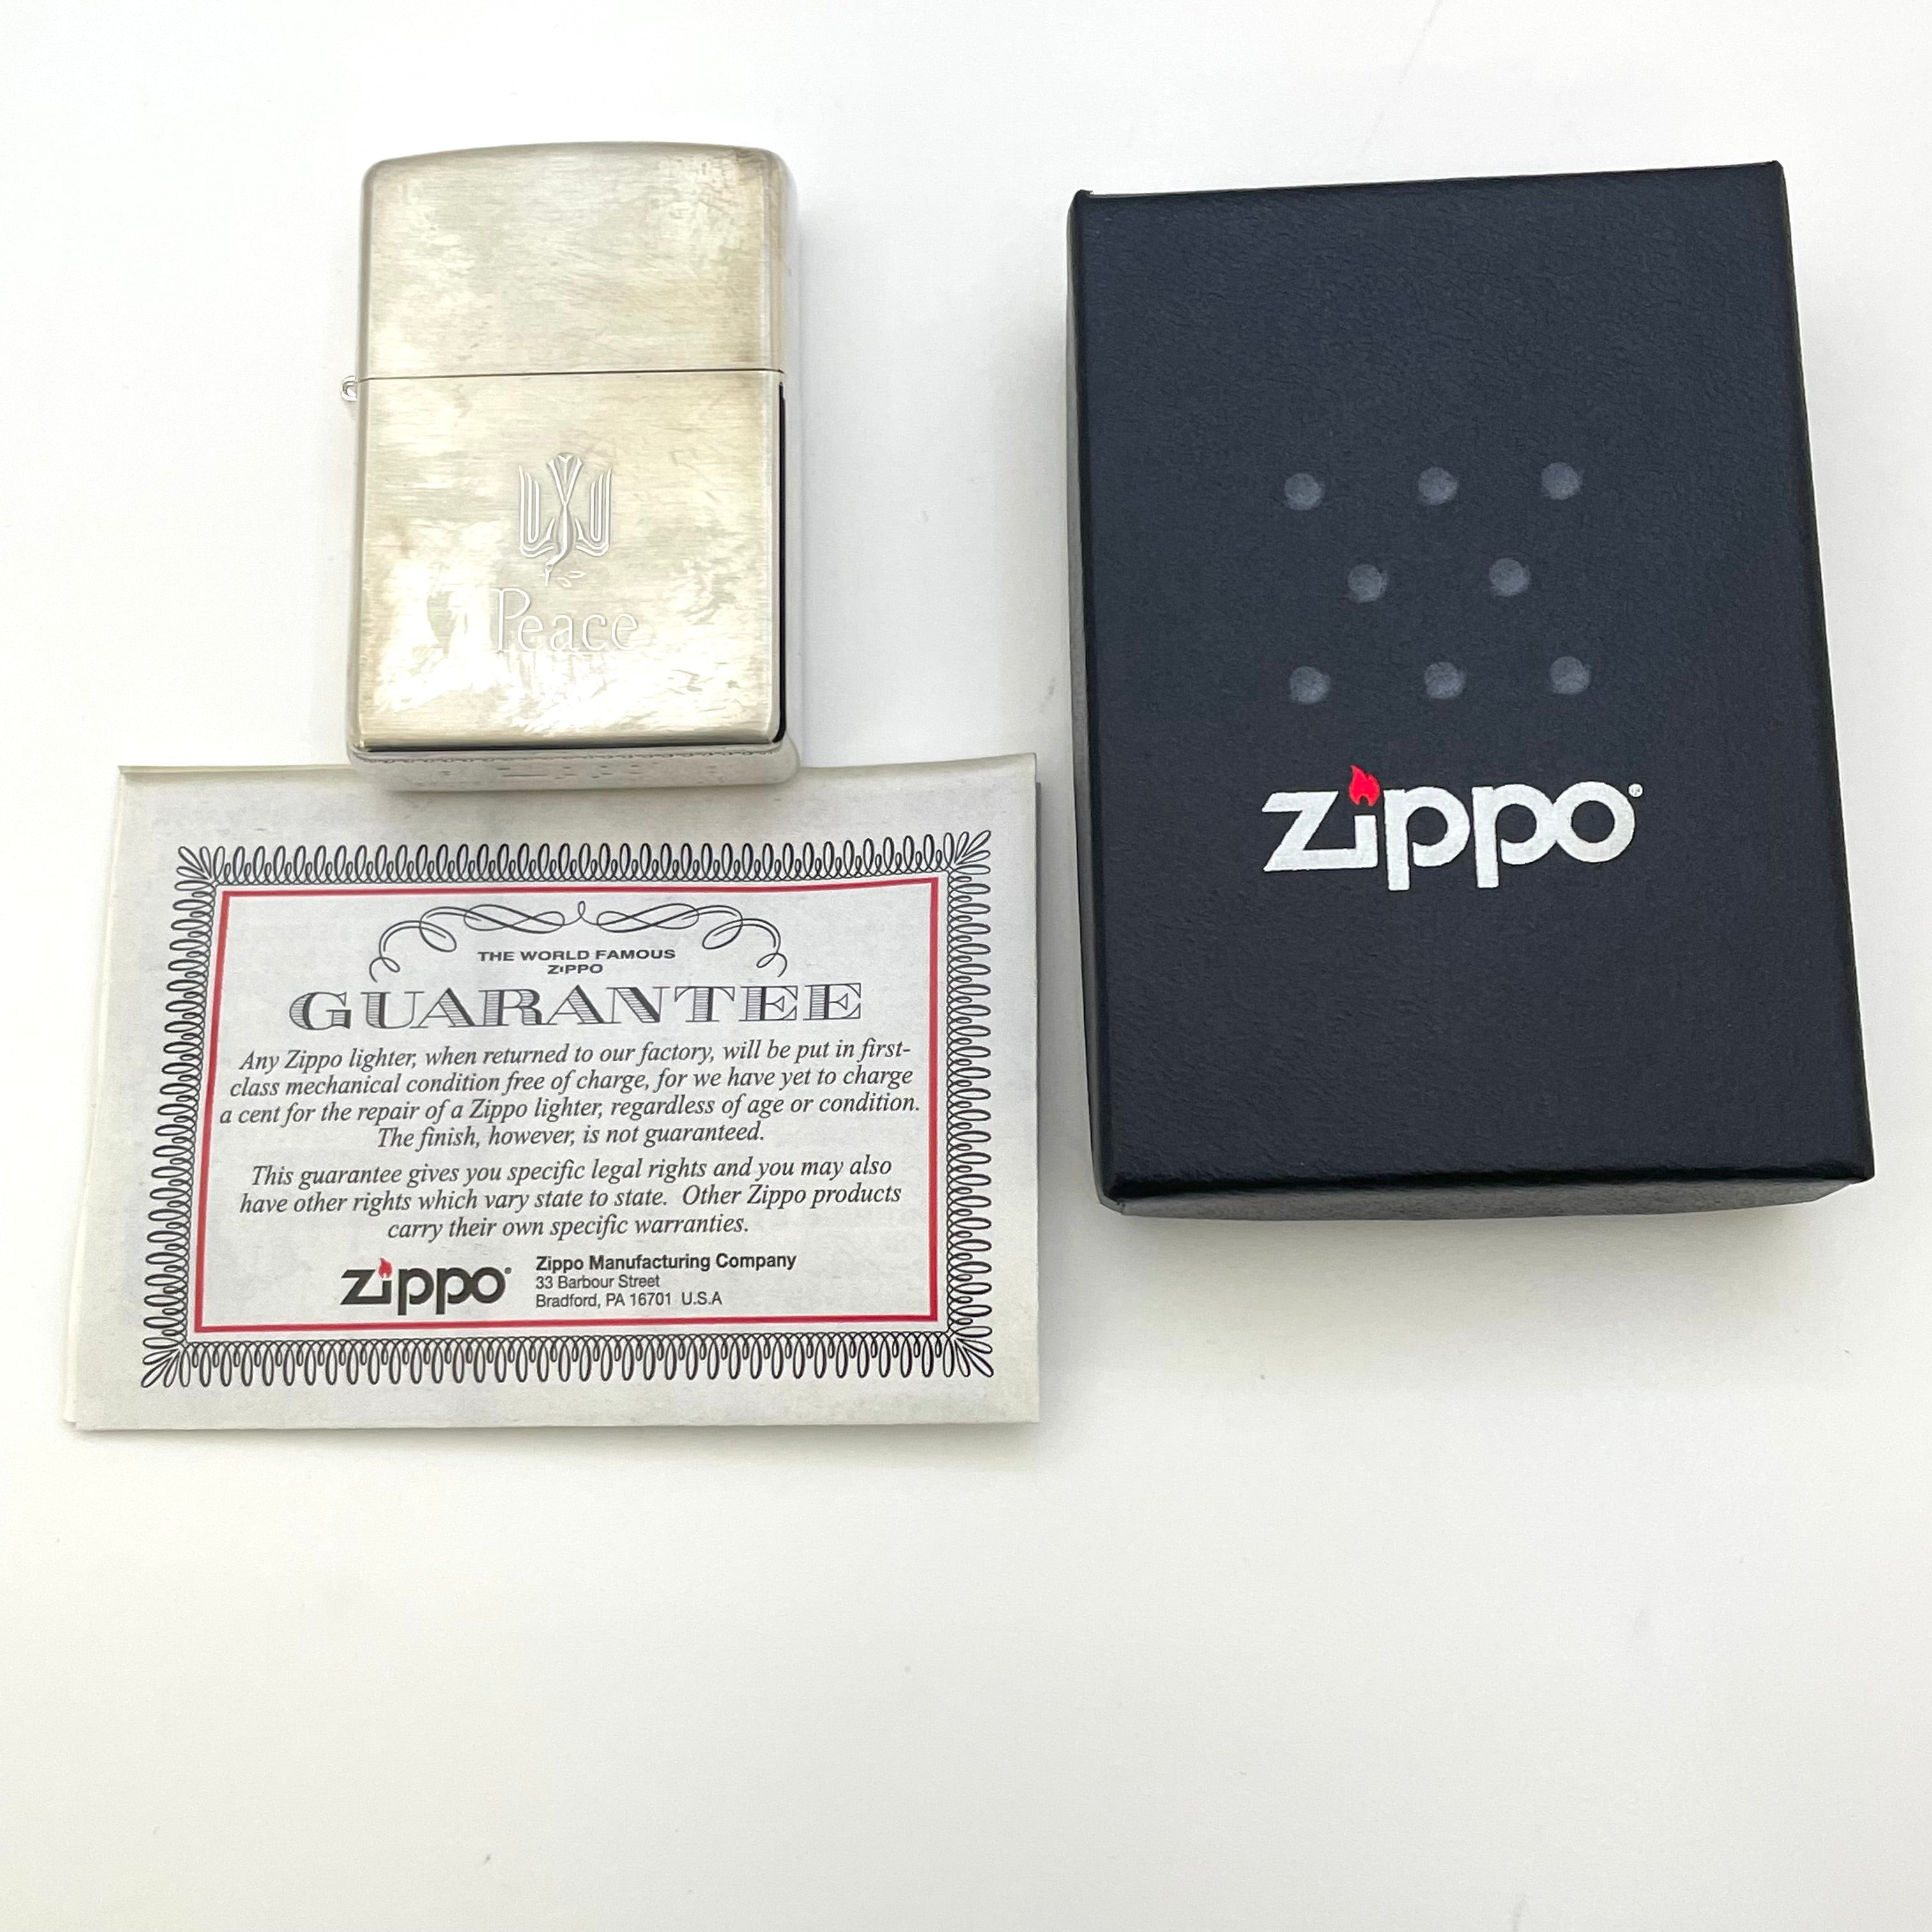 Peace
zippo
THE WORLD FAMOUS
ZIPPO
GUARANTEE
Any Zippo lighter, when returned to our factory, will be put in first-
class mechanical condition free of charge, for we have yet to charge
a cent for the repair of a Zippo lighter, regardless of age or condition.
The finish, however, is not guaranteed.
This guarantee gives you specific legal rights and you may also
have other rights which vary state to state.  Other Zippo products
carry their own specific warranties.
zippo
Zippo Manufacturing Company
33 Barbour Street
Bradford, PA 16701  U.S.A